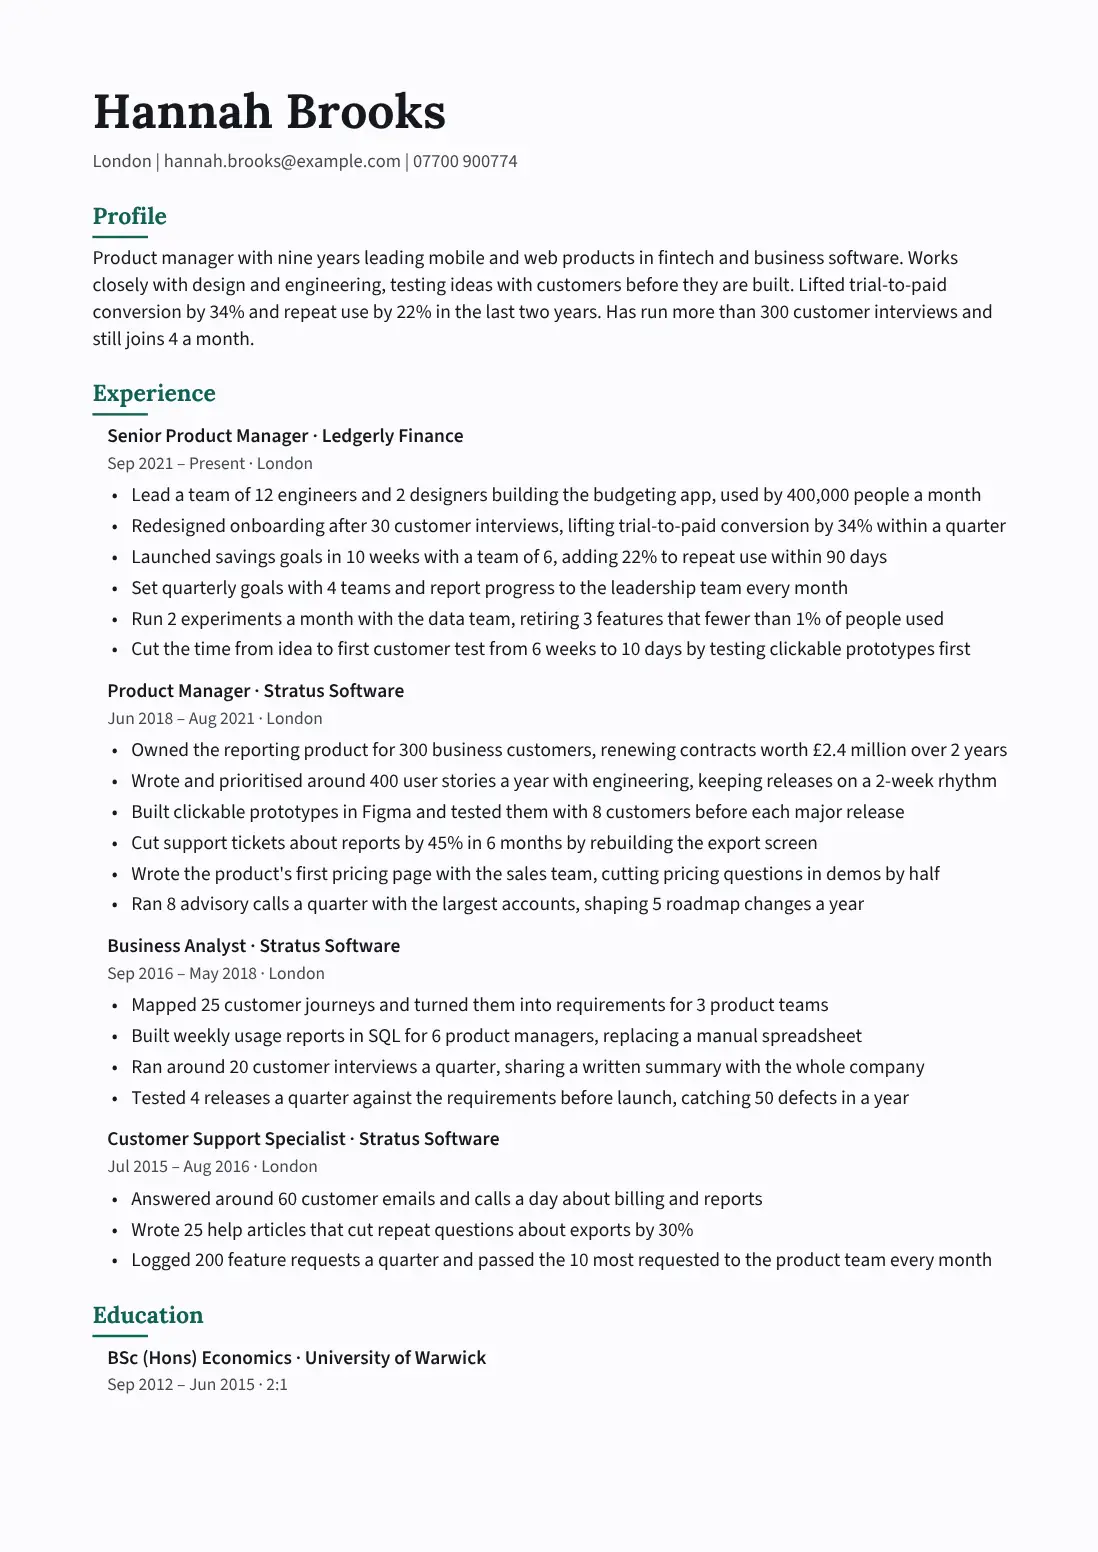 Hannah Brooks
London | hannah.brooks@example.com | 07700 900774
Profile
Product manager with nine years leading mobile and web products in fintech and business software. Works
closely with design and engineering, testing ideas with customers before they are built. Lifted trial-to-paid
conversion by 34% and repeat use by 22% in the last two years. Has run more than 300 customer interviews and
still joins 4 a month.
Experience
Senior Product Manager · Ledgerly Finance
Sep 2021 – Present · London
• Lead a team of 12 engineers and 2 designers building the budgeting app, used by 400,000 people a month
• Redesigned onboarding after 30 customer interviews, lifting trial-to-paid conversion by 34% within a quarter
• Launched savings goals in 10 weeks with a team of 6, adding 22% to repeat use within 90 days
• Set quarterly goals with 4 teams and report progress to the leadership team every month
• Run 2 experiments a month with the data team, retiring 3 features that fewer than 1% of people used
• Cut the time from idea to first customer test from 6 weeks to 10 days by testing clickable prototypes first
Product Manager · Stratus Software
Jun 2018 – Aug 2021 · London
• Owned the reporting product for 300 business customers, renewing contracts worth £2.4 million over 2 years
• Wrote and prioritised around 400 user stories a year with engineering, keeping releases on a 2-week rhythm
• Built clickable prototypes in Figma and tested them with 8 customers before each major release
• Cut support tickets about reports by 45% in 6 months by rebuilding the export screen
• Wrote the product's first pricing page with the sales team, cutting pricing questions in demos by half
• Ran 8 advisory calls a quarter with the largest accounts, shaping 5 roadmap changes a year
Business Analyst · Stratus Software
Sep 2016 – May 2018 · London
• Mapped 25 customer journeys and turned them into requirements for 3 product teams
• Built weekly usage reports in SQL for 6 product managers, replacing a manual spreadsheet
• Ran around 20 customer interviews a quarter, sharing a written summary with the whole company
• Tested 4 releases a quarter against the requirements before launch, catching 50 defects in a year
Customer Support Specialist · Stratus Software
Jul 2015 – Aug 2016 · London
• Answered around 60 customer emails and calls a day about billing and reports
• Wrote 25 help articles that cut repeat questions about exports by 30%
• Logged 200 feature requests a quarter and passed the 10 most requested to the product team every month
Education
BSc (Hons) Economics · University of Warwick
Sep 2012 – Jun 2015 · 2:1